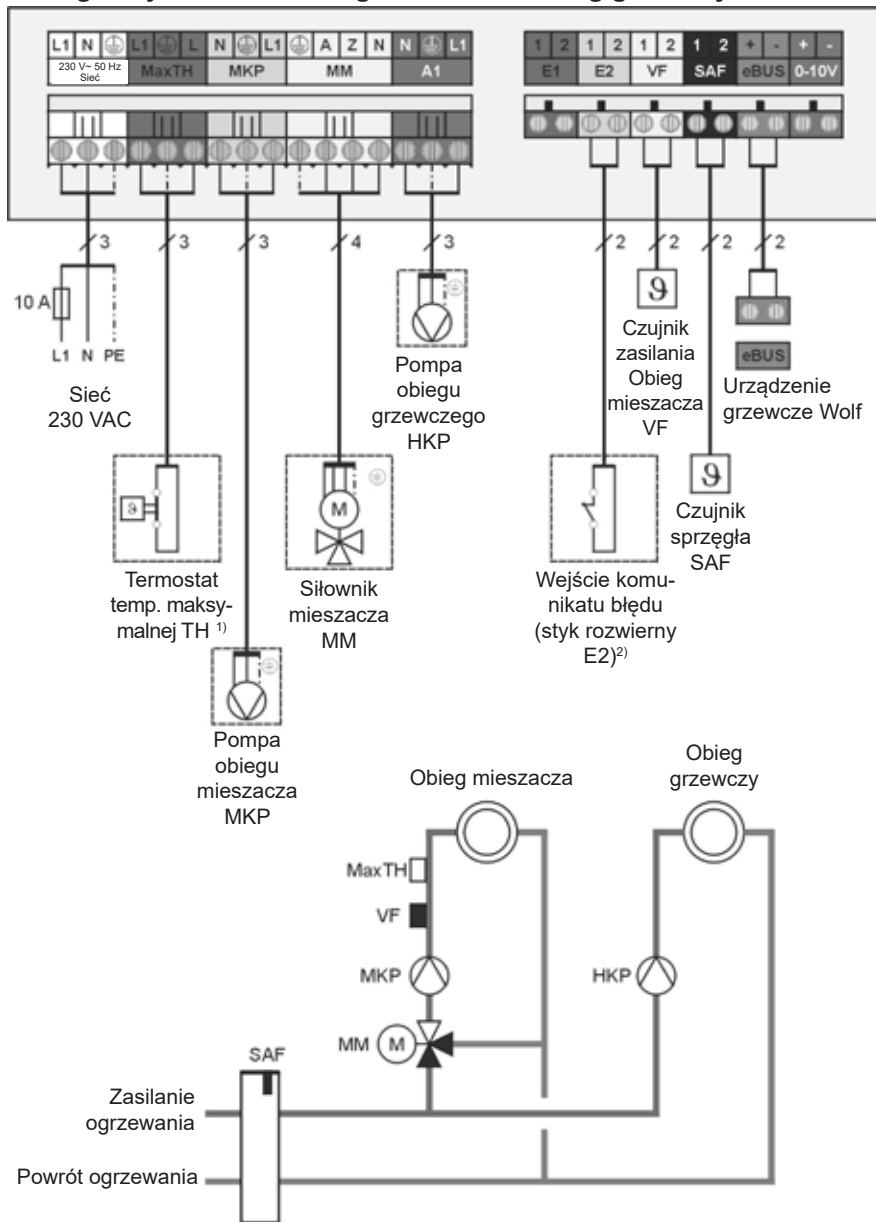 L1 N L1 L N L1 A Z N N L1
230 V~ 50 Hz
Sieć
MaxTH MKP MM A1
1 2 1 2 1 2 1 2 + - + -
E1 E2 VF SAF eBUS 0-10V
3 3 3 4 3 2 2 2 2
10 A
L1 N PE
Sieć
230 VAC
Pompa
obiegu
grzewczego
HKP
Czujnik
zasilania
Obieg
mieszacza
VF
eBUS
Urządzenie
grzewcze Wolf
Termostat
temp. maksy-
malnej TH 1)
M
Siłownik
mieszacza
MM
Wejście komu-
nikatu błędu
(styk rozwierny
E2)2)
Czujnik
sprzęgła
SAF
Pompa
obiegu
mieszacza
MKP
Obieg mieszacza
Obieg
grzewczy
MaxTH
VF
MKP
HKP
MM M
SAF
Zasilanie
ogrzewania
Powrót ogrzewania